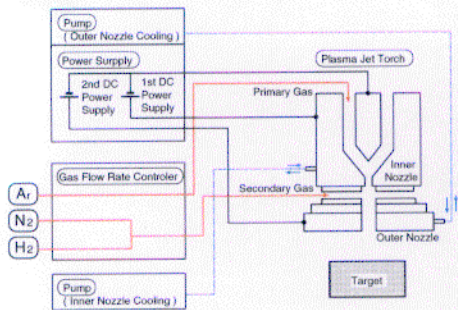 Pump
( Outer Nozzle Cooling )
Power Supply
2nd DC
Power
Supply
1st DC
Power
Supply
Plasma Jet Torch
Primary Gas
Inner
Nozzle
Ar
N2
H2
Gas Flow Rate Controler
Secondary Gas
Outer Nozzle
Pump
( Inner Nozzle Cooling )
Target